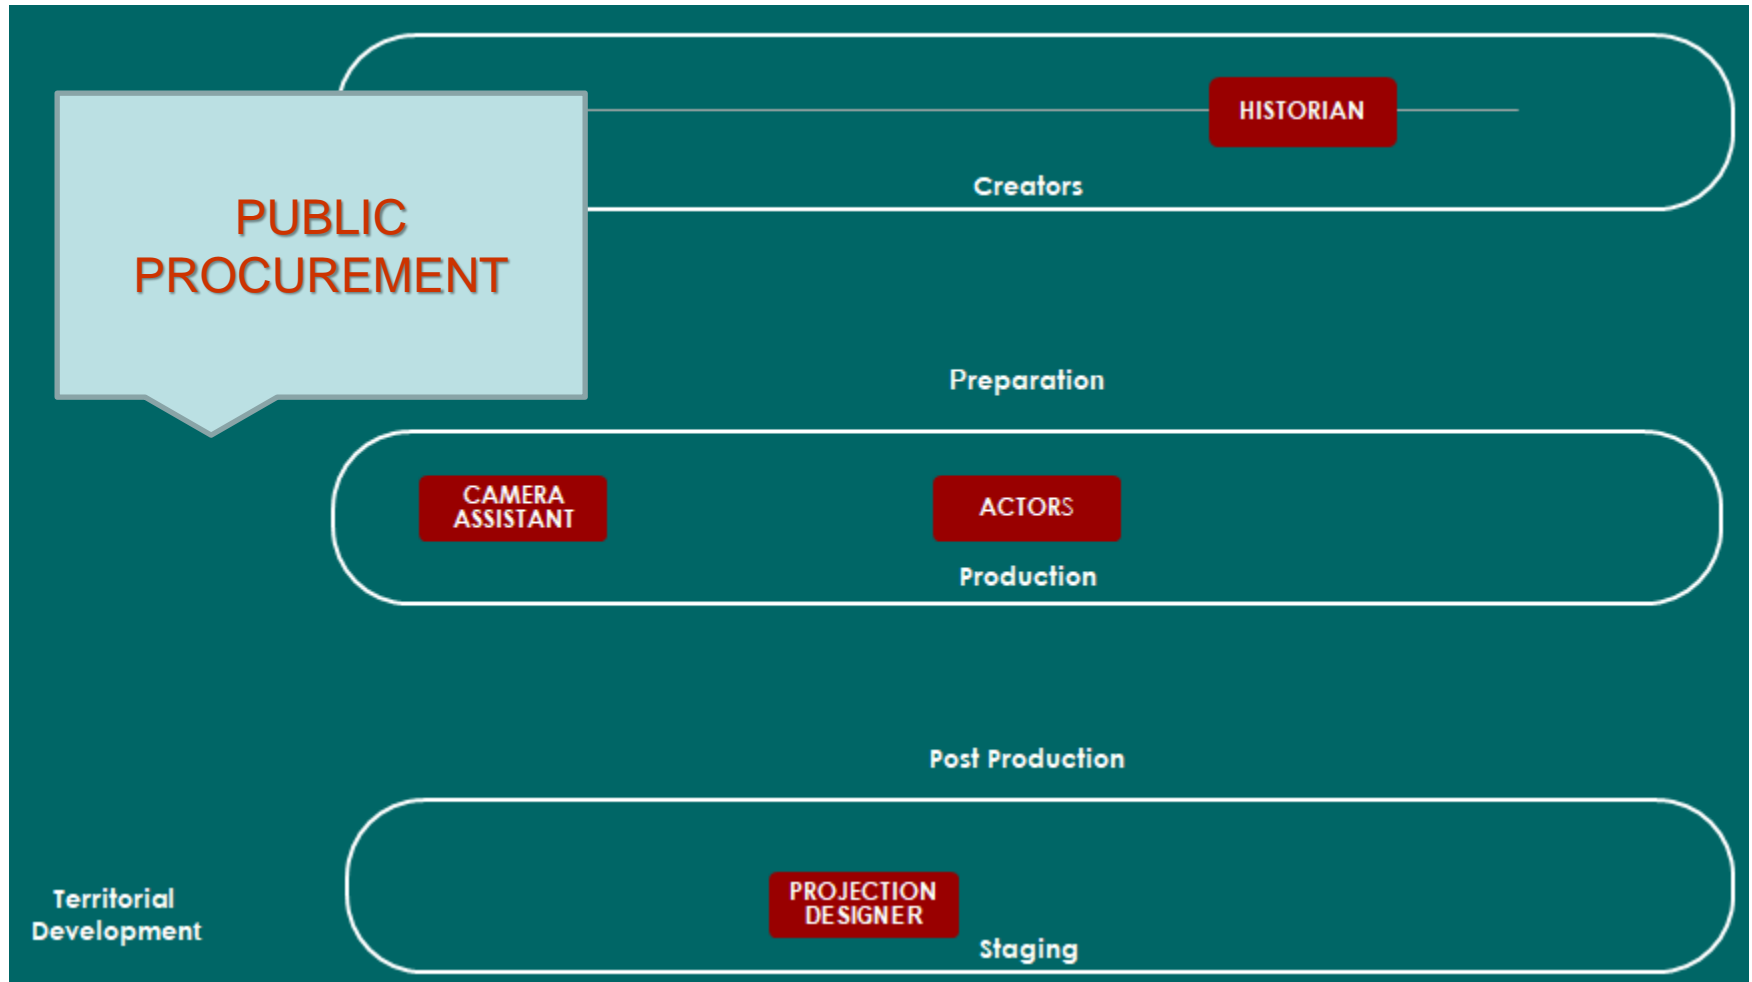 HISTORIAN
Creators
PUBLIC
PROCUREMENT
Preparation
CAMERA
ASSISTANT
ACTORS
Production
Post Production
PROJECTION
DESIGNER
Staging
Territorial
Development